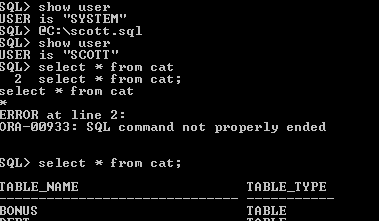 SQL> show user
USER is "SYSTEM"
SQL> @C:\scott.sql
SQL> show user
USER is "SCOTT"
SQL> select * from cat
  2  select * from cat;
select * from cat
*
ERROR at line 2:
ORA-00933: SQL command not properly ended
SQL> select * from cat;
TABLE_NAME                     TABLE_TYPE
------------------------------ -----------
BONUS                          TABLE
DEPT                           TABLE